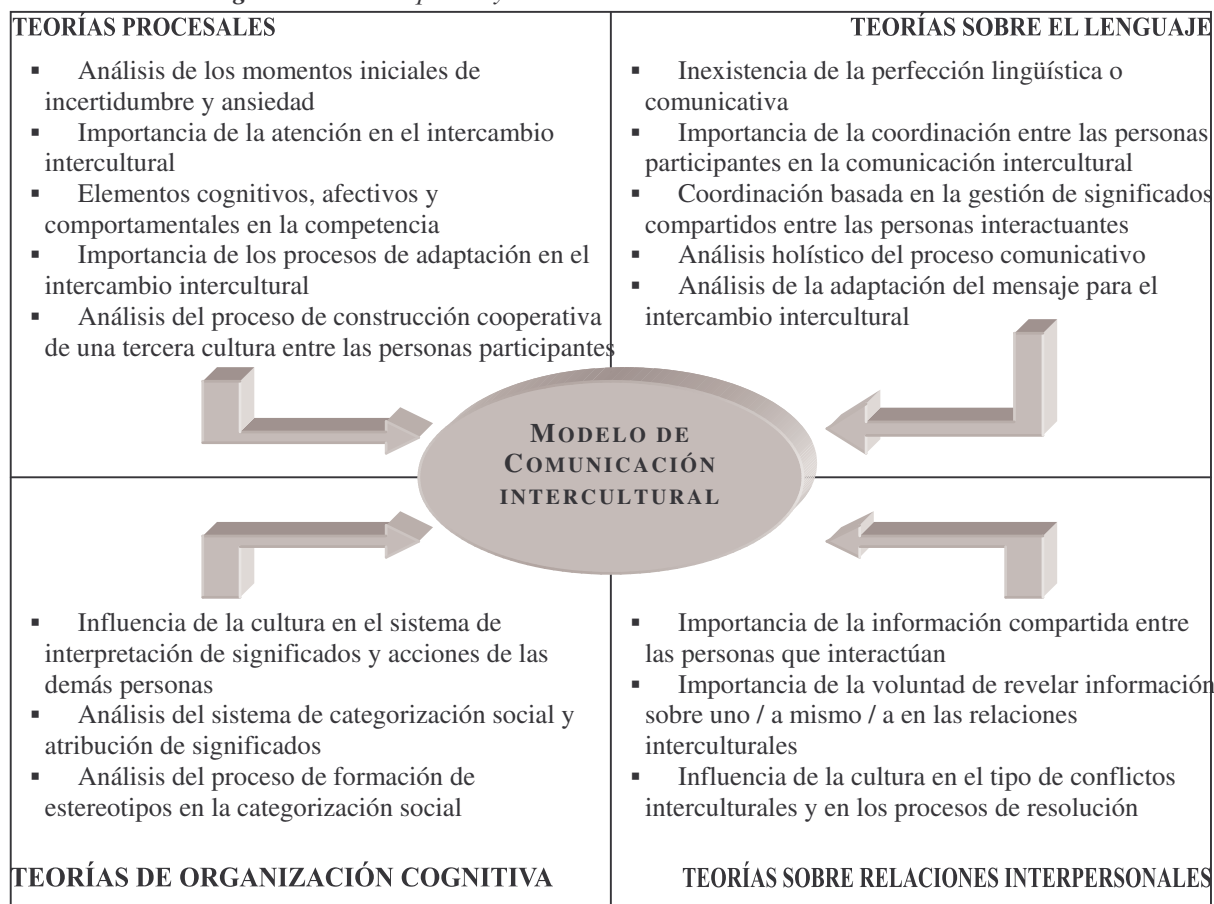 TEORÍAS PROCESALES
▪ Análisis de los momentos iniciales de
incertidumbre y ansiedad
▪ Importancia de la atención en el intercambio
intercultural
▪ Elementos cognitivos, afectivos y
comportamentales en la competencia
▪ Importancia de los procesos de adaptación en el
intercambio intercultural
▪ Análisis del proceso de construcción cooperativa
de una tercera cultura entre las personas participantes
TEORÍAS SOBRE EL LENGUAJE
▪ Inexistencia de la perfección lingüística o
comunicativa
▪ Importancia de la coordinación entre las personas
participantes en la comunicación intercultural
▪ Coordinación basada en la gestión de significados
compartidos entre las personas interactuantes
▪ Análisis holístico del proceso comunicativo
▪ Análisis de la adaptación del mensaje para el
intercambio intercultural
MODELO DE
COMUNICACIÓN
INTERCULTURAL
▪ Influencia de la cultura en el sistema de
interpretación de significados y acciones de las
demás personas
▪ Análisis del sistema de categorización social y
atribución de significados
▪ Análisis del proceso de formación de
estereotipos en la categorización social
TEORÍAS DE ORGANIZACIÓN COGNITIVA
▪ Importancia de la información compartida entre
las personas que interactúan
▪ Importancia de la voluntad de revelar información
sobre uno / a mismo / a en las relaciones
interculturales
▪ Influencia de la cultura en el tipo de conflictos
interculturales y en los procesos de resolución
TEORÍAS SOBRE RELACIONES INTERPERSONALES